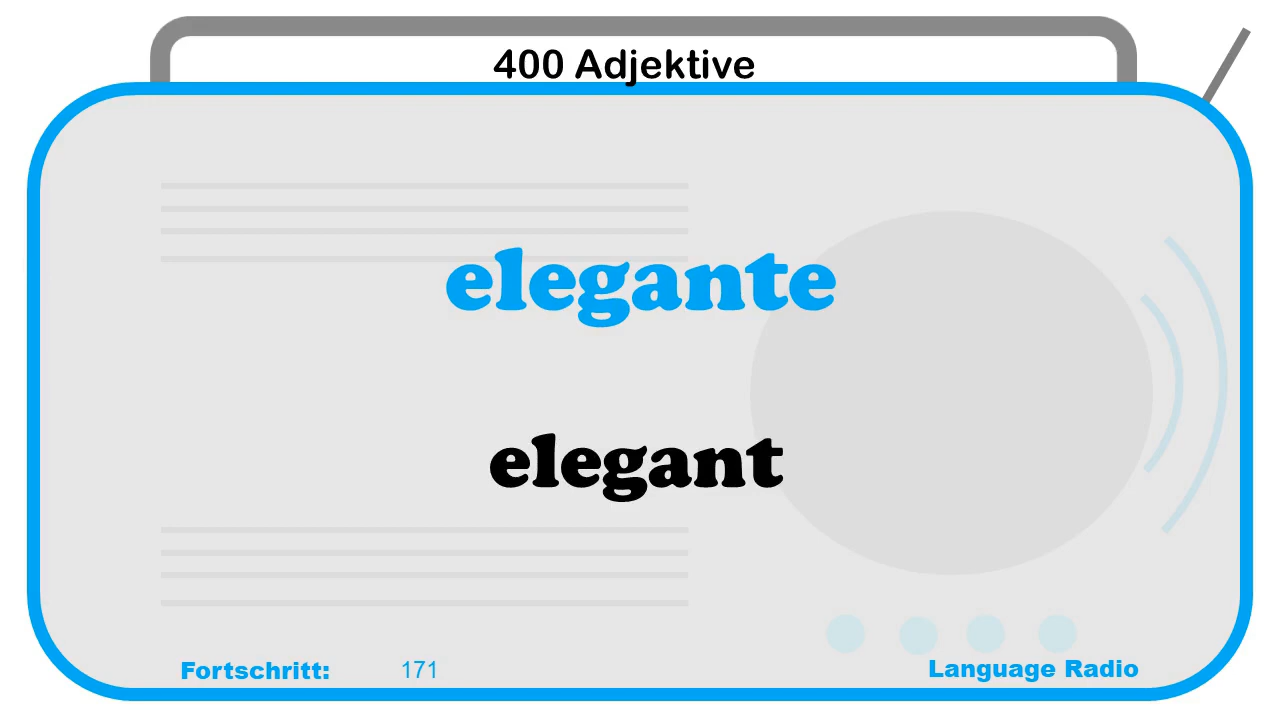 400 Adjektive
elegante
elegant
Fortschritt: 171
Language Radio